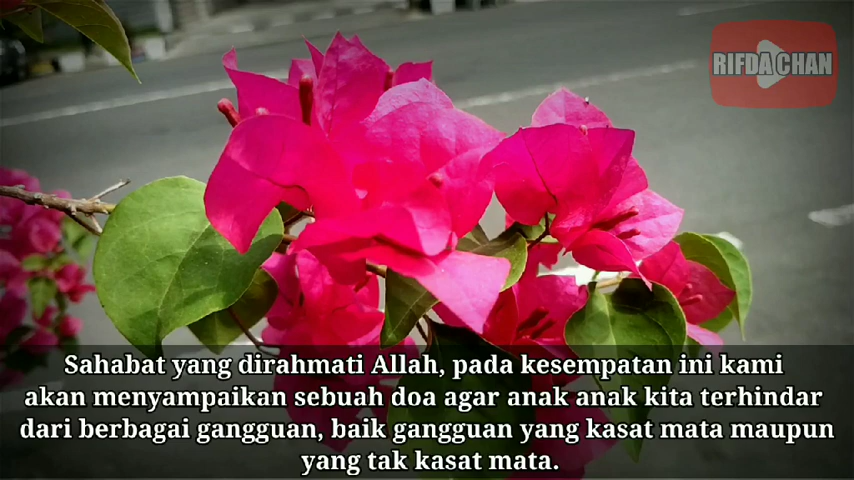 RIFDA CHAN
Sahabat yang dirahmati Allah, pada kesempatan ini kami
akan menyampaikan sebuah doa agar anak anak kita terhindar
dari berbagai gangguan, baik gangguan yang kasat mata maupun
yang tak kasat mata.